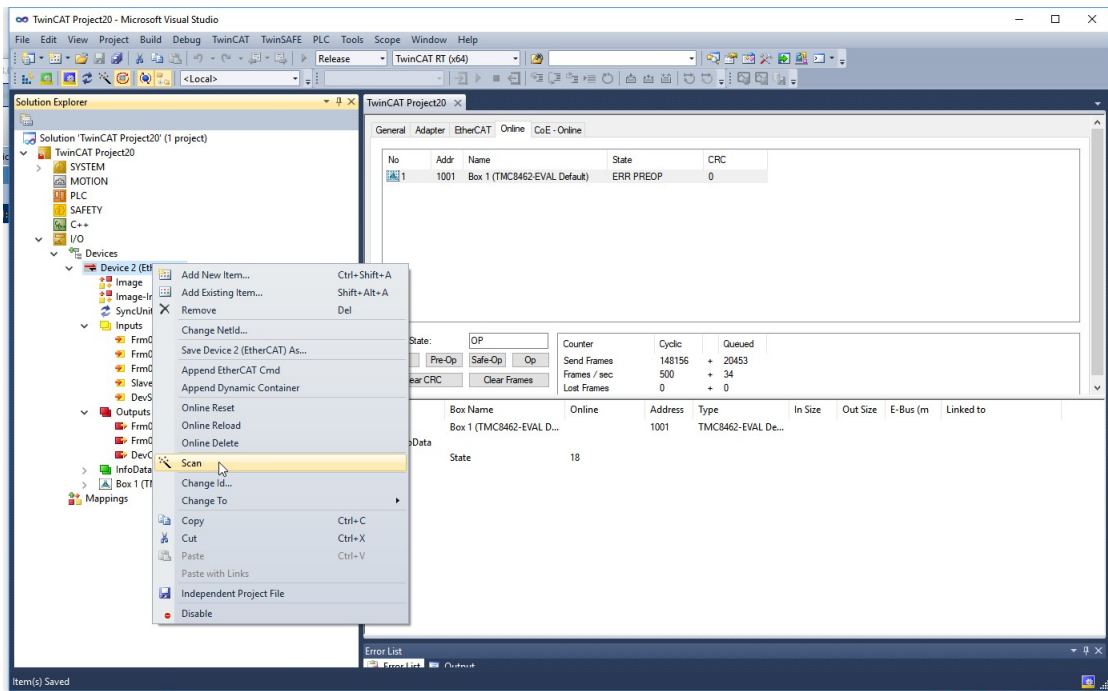 TwinCAT Project20 - Microsoft Visual Studio
File Edit View Project Build Debug TwinCAT TwinSAFE PLC Tools Scope Window Help
Release TwinCAT RT (x64)
<Local>
Solution Explorer
TwinCAT Project20
Solution 'TwinCAT Project20' (1 project)
TwinCAT Project20
SYSTEM
MOTION
PLC
SAFETY
C++
I/O
Devices
Device 2 (Et
Image
Image-I
SyncUni
Inputs
Frm0
Frm0
Frm0
Slave
DevS
Outputs
Frm0
Frm0
DevC
InfoData
Box 1 (T
Mappings
Add New Item... Ctrl+Shift+A
Add Existing Item... Shift+Alt+A
Remove Del
Change NetId...
Save Device 2 (EtherCAT) As...
Append EtherCAT Cmd
Append Dynamic Container
Online Reset
Online Reload
Online Delete
Scan
Change Id...
Change To
Copy Ctrl+C
Cut Ctrl+X
Paste Ctrl+V
Paste with Links
Independent Project File
Disable
General Adapter EtherCAT Online CoE - Online
No Addr Name State CRC
1 1001 Box 1 (TMC8462-EVAL Default) ERR PREOP 0
State: OP
Pre-Op Safe-Op Op
ear CRC Clear Frames
Counter Cyclic Queued
Send Frames 148156 + 20453
Frames / sec 500 + 34
Lost Frames 0 + 0
Box Name Online Address Type In Size Out Size E-Bus (m Linked to
Box 1 (TMC8462-EVAL D... 1001 TMC8462-EVAL De...
oData
State 18
Error List
Error List Output
Item(s) Saved